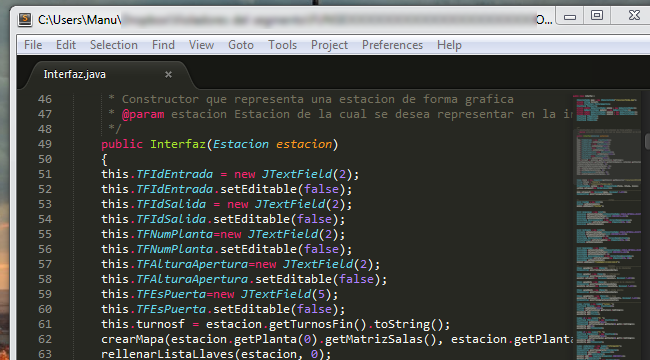 C:\Users\Manu\
O...
File Edit Selection Find View Goto Tools Project Preferences Help
Interfaz.java ×
46 * Constructor que representa una estacion de forma grafica
47 * @param estacion Estacion de la cual se desea representar en la in
48 */
49 public Interfaz(Estacion estacion)
50 {
51 this.TFIdEntrada = new JTextField(2);
52 this.TFIdEntrada.setEditable(false);
53 this.TFIdSalida = new JTextField(2);
54 this.TFIdSalida.setEditable(false);
55 this.TFNumPlanta=new JTextField(2);
56 this.TFNumPlanta.setEditable(false);
57 this.TFAlturaApertura=new JTextField(2);
58 this.TFAlturaApertura.setEditable(false);
59 this.TFEsPuerta=new JTextField(5);
60 this.TFEsPuerta.setEditable(false);
61 this.turnosf = estacion.getTurnosFin().toString();
62 crearMapa(estacion.getPlanta(0).getMatrizSalas(), estacion.getPlanta
63 rellenarListaLlaves(estacion, 0);